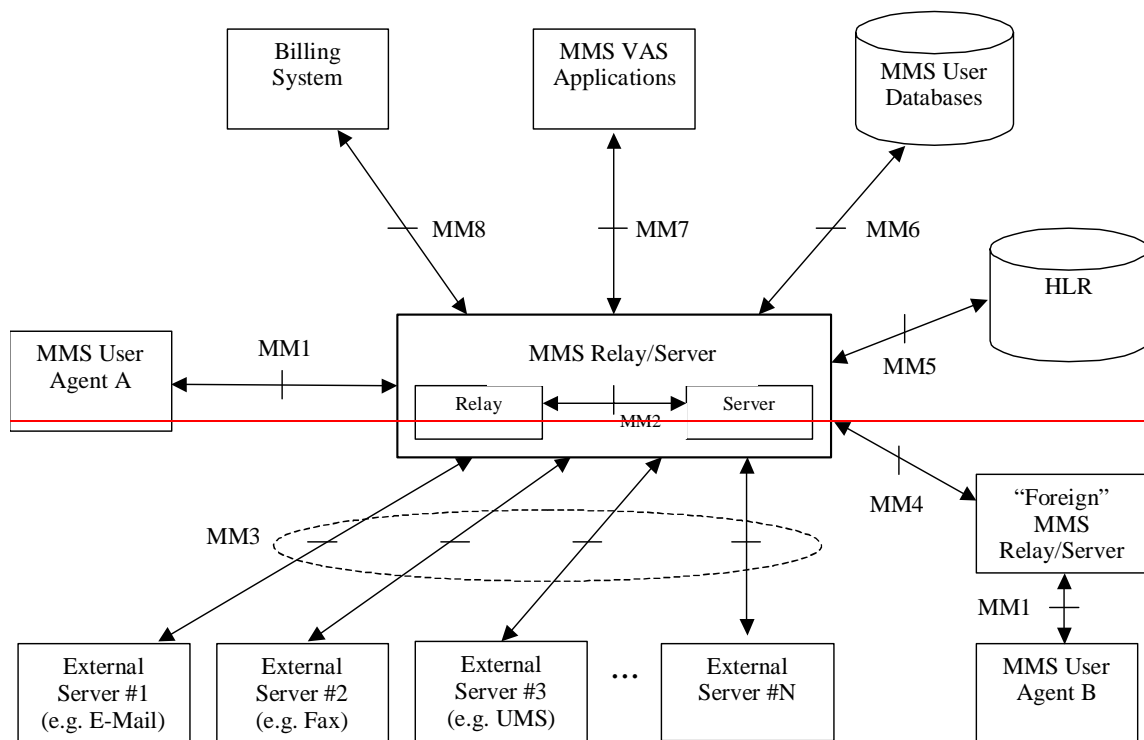 Billing
System
MMS VAS
Applications
MMS User
Databases
MM8
MM7
MM6
HLR
MMS User
Agent A
MM1
MMS Relay/Server
MM5
Relay
MM2
Server
MM4
“Foreign”
MMS
Relay/Server
MM3
MM1
External
Server #1
(e.g. E-Mail)
External
Server #2
(e.g. Fax)
External
Server #3
(e.g. UMS)
...
External
Server #N
MMS User
Agent B